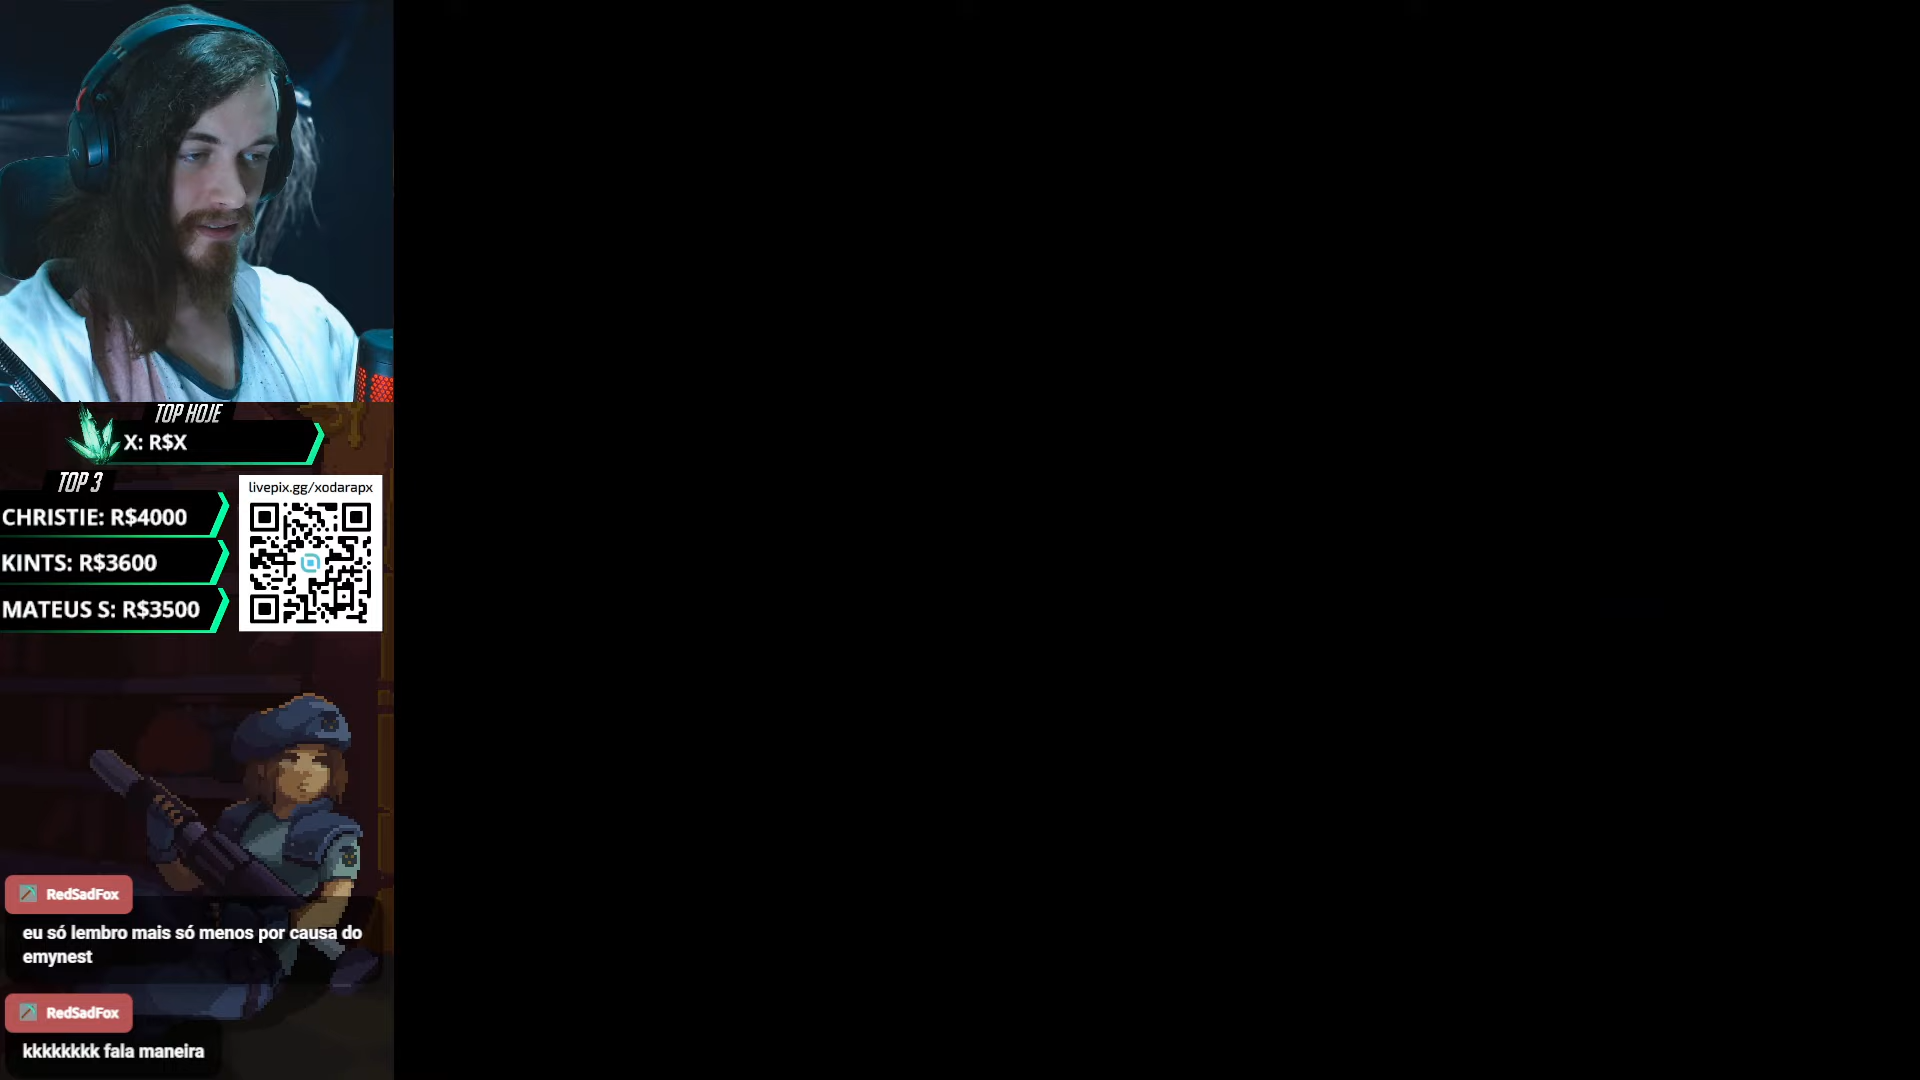 TOP HOJE
X: R$X
TOP 3
CHRISTIE: R$4000
KINTS: R$3600
MATEUS S: R$3500
livepix.gg/xodarapx
RedSadFox
eu só lembro mais só menos por causa do
emynest
RedSadFox
kkkkkkkk fala maneira